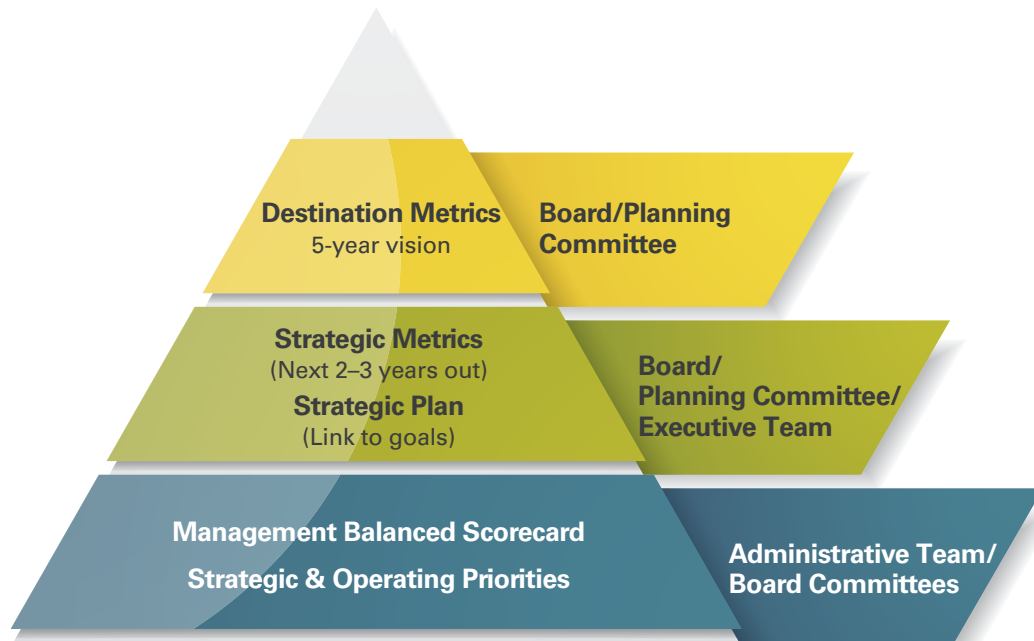 Destination Metrics
5-year vision
Board/Planning
Committee
Strategic Metrics
(Next 2–3 years out)
Strategic Plan
(Link to goals)
Board/
Planning Committee/
Executive Team
Management Balanced Scorecard
Strategic & Operating Priorities
Administrative Team/
Board Committees